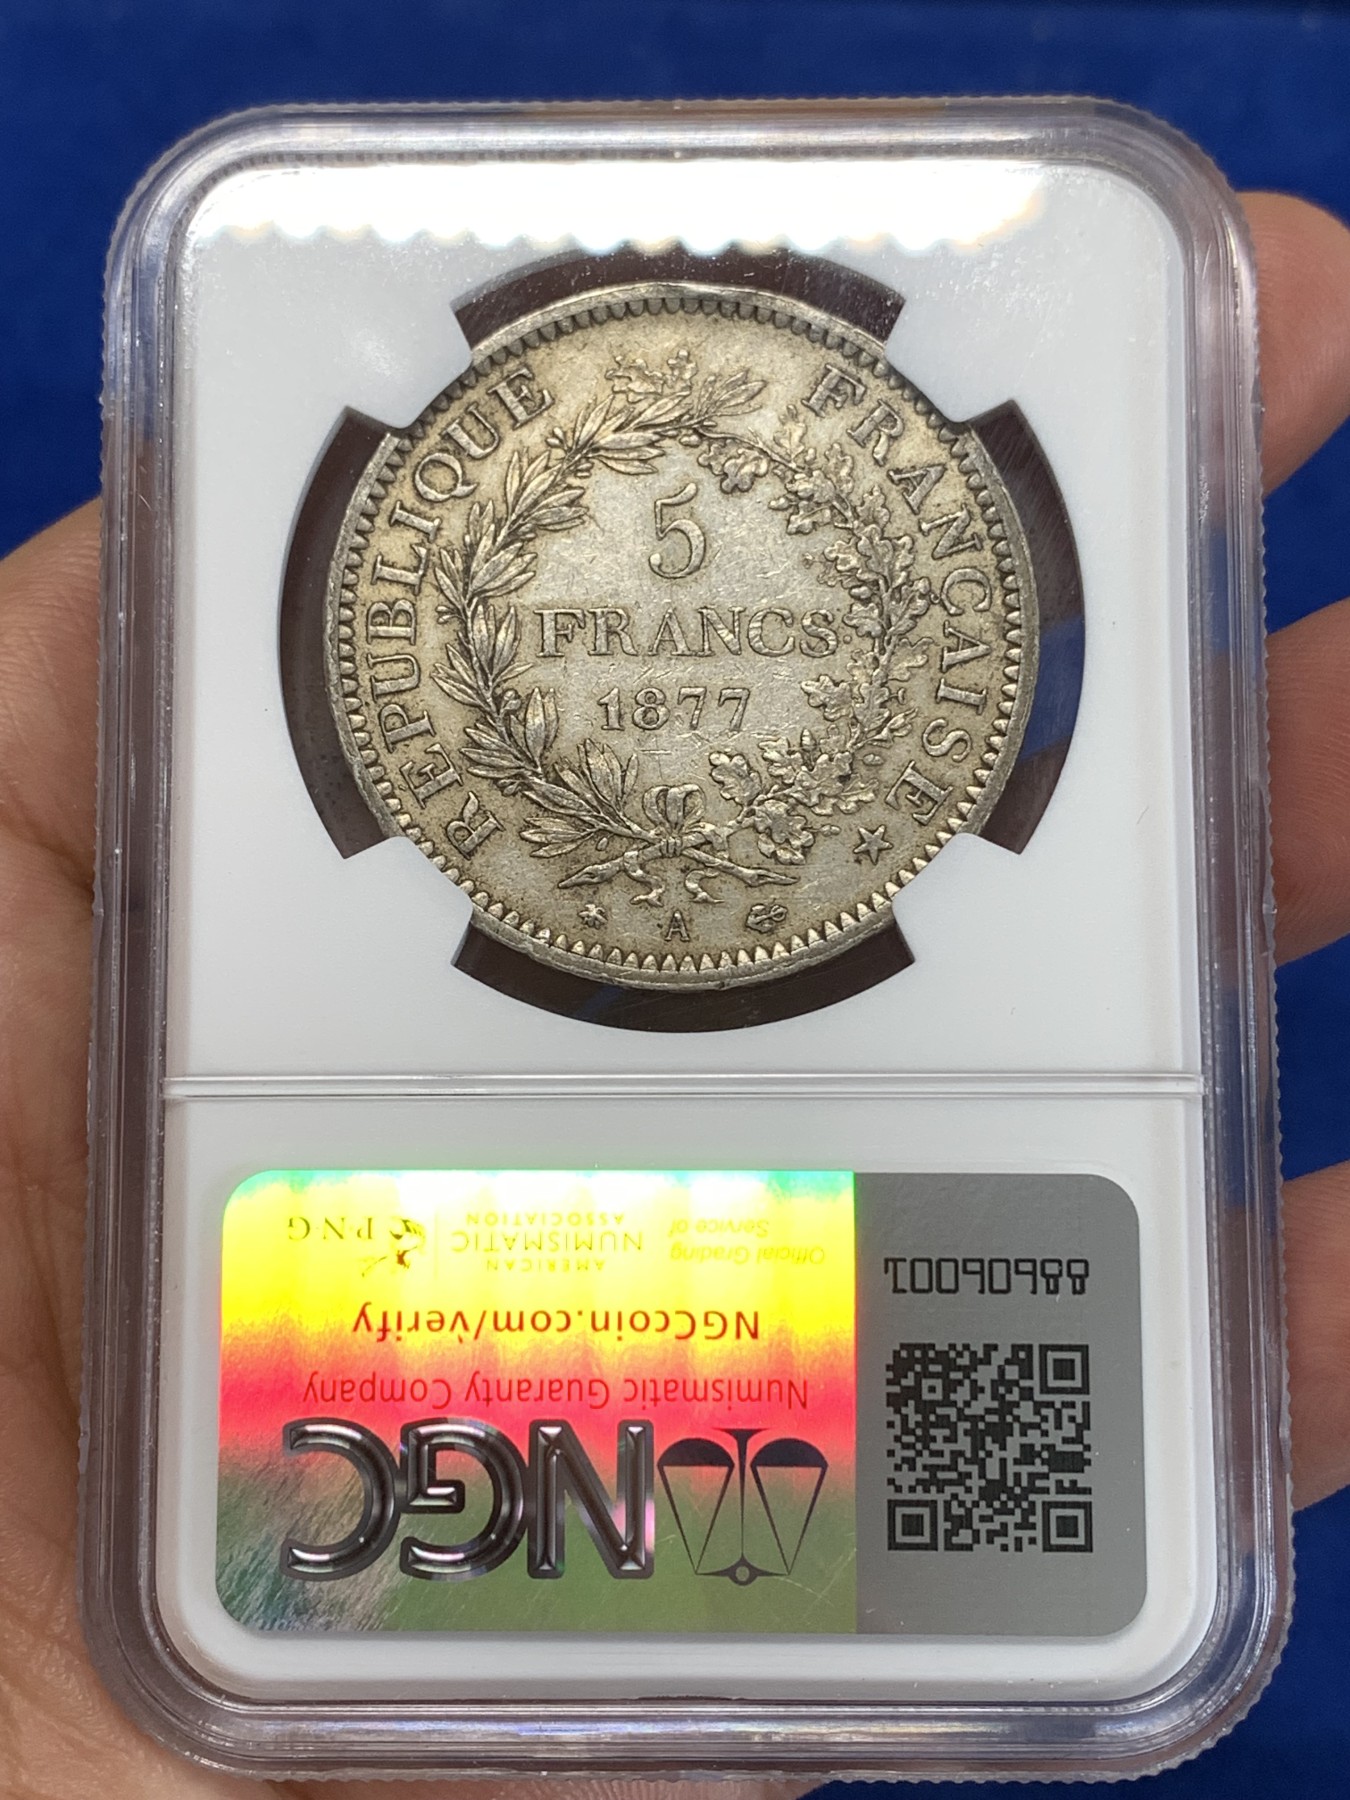 REPUBLIQUE FRANCAISE
5
FRANCS
1877
A
NGC
Numismatic Guaranty Company
NGCcoin.com/verify
Official Grading
Service of
AMERICAN
NUMISMATIC
ASSOCIATION
PNG